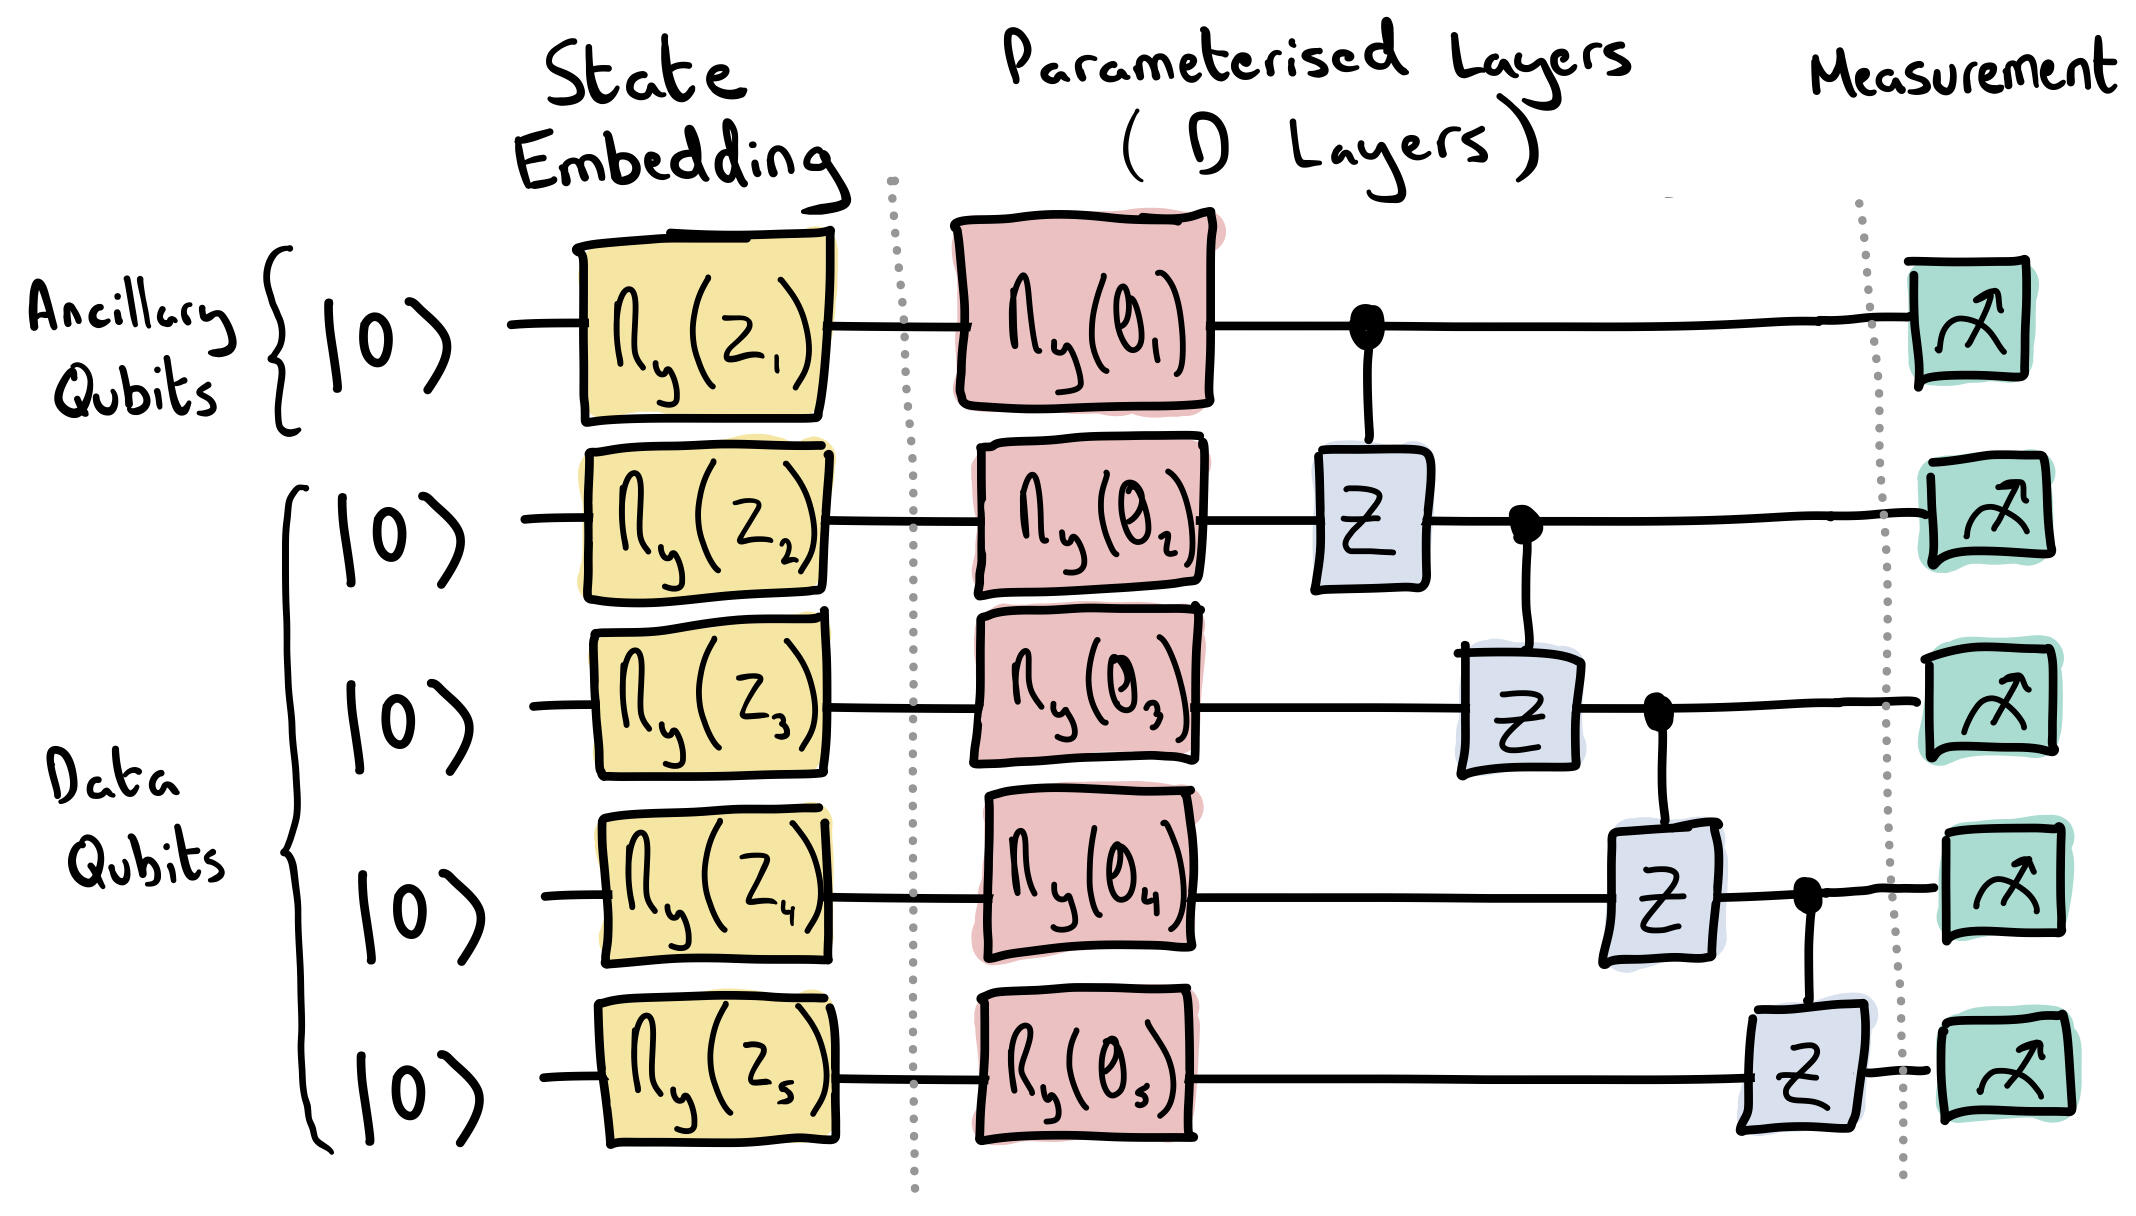 State
Embedding
Parameterised Layers
( D Layers )
Measurement
Ancillary
Qubits
|0⟩ Ry(z1) Ry(θ1)
|0⟩ Ry(z2) Ry(θ2) Z
|0⟩ Ry(z3) Ry(θ3) Z
Data
Qubits
|0⟩ Ry(z4) Ry(θ4) Z
|0⟩ Ry(z5) Ry(θ5) Z